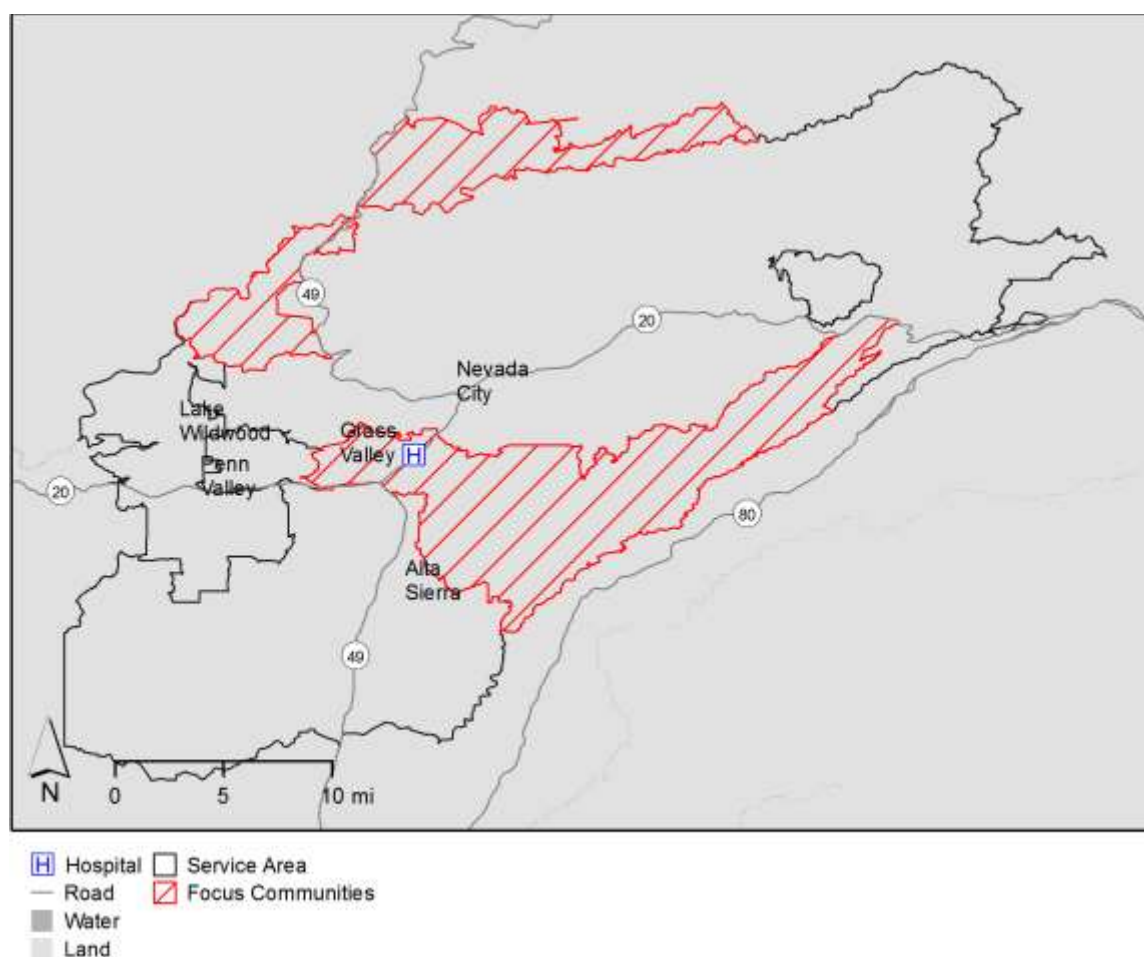 49
20
Nevada
City
Lake
Wildwood
Grass
Valley
H
Penn
Valley
20
80
Alta
Sierra
49
N
0 5 10 mi
H Hospital Service Area
Road Focus Communities
Water
Land